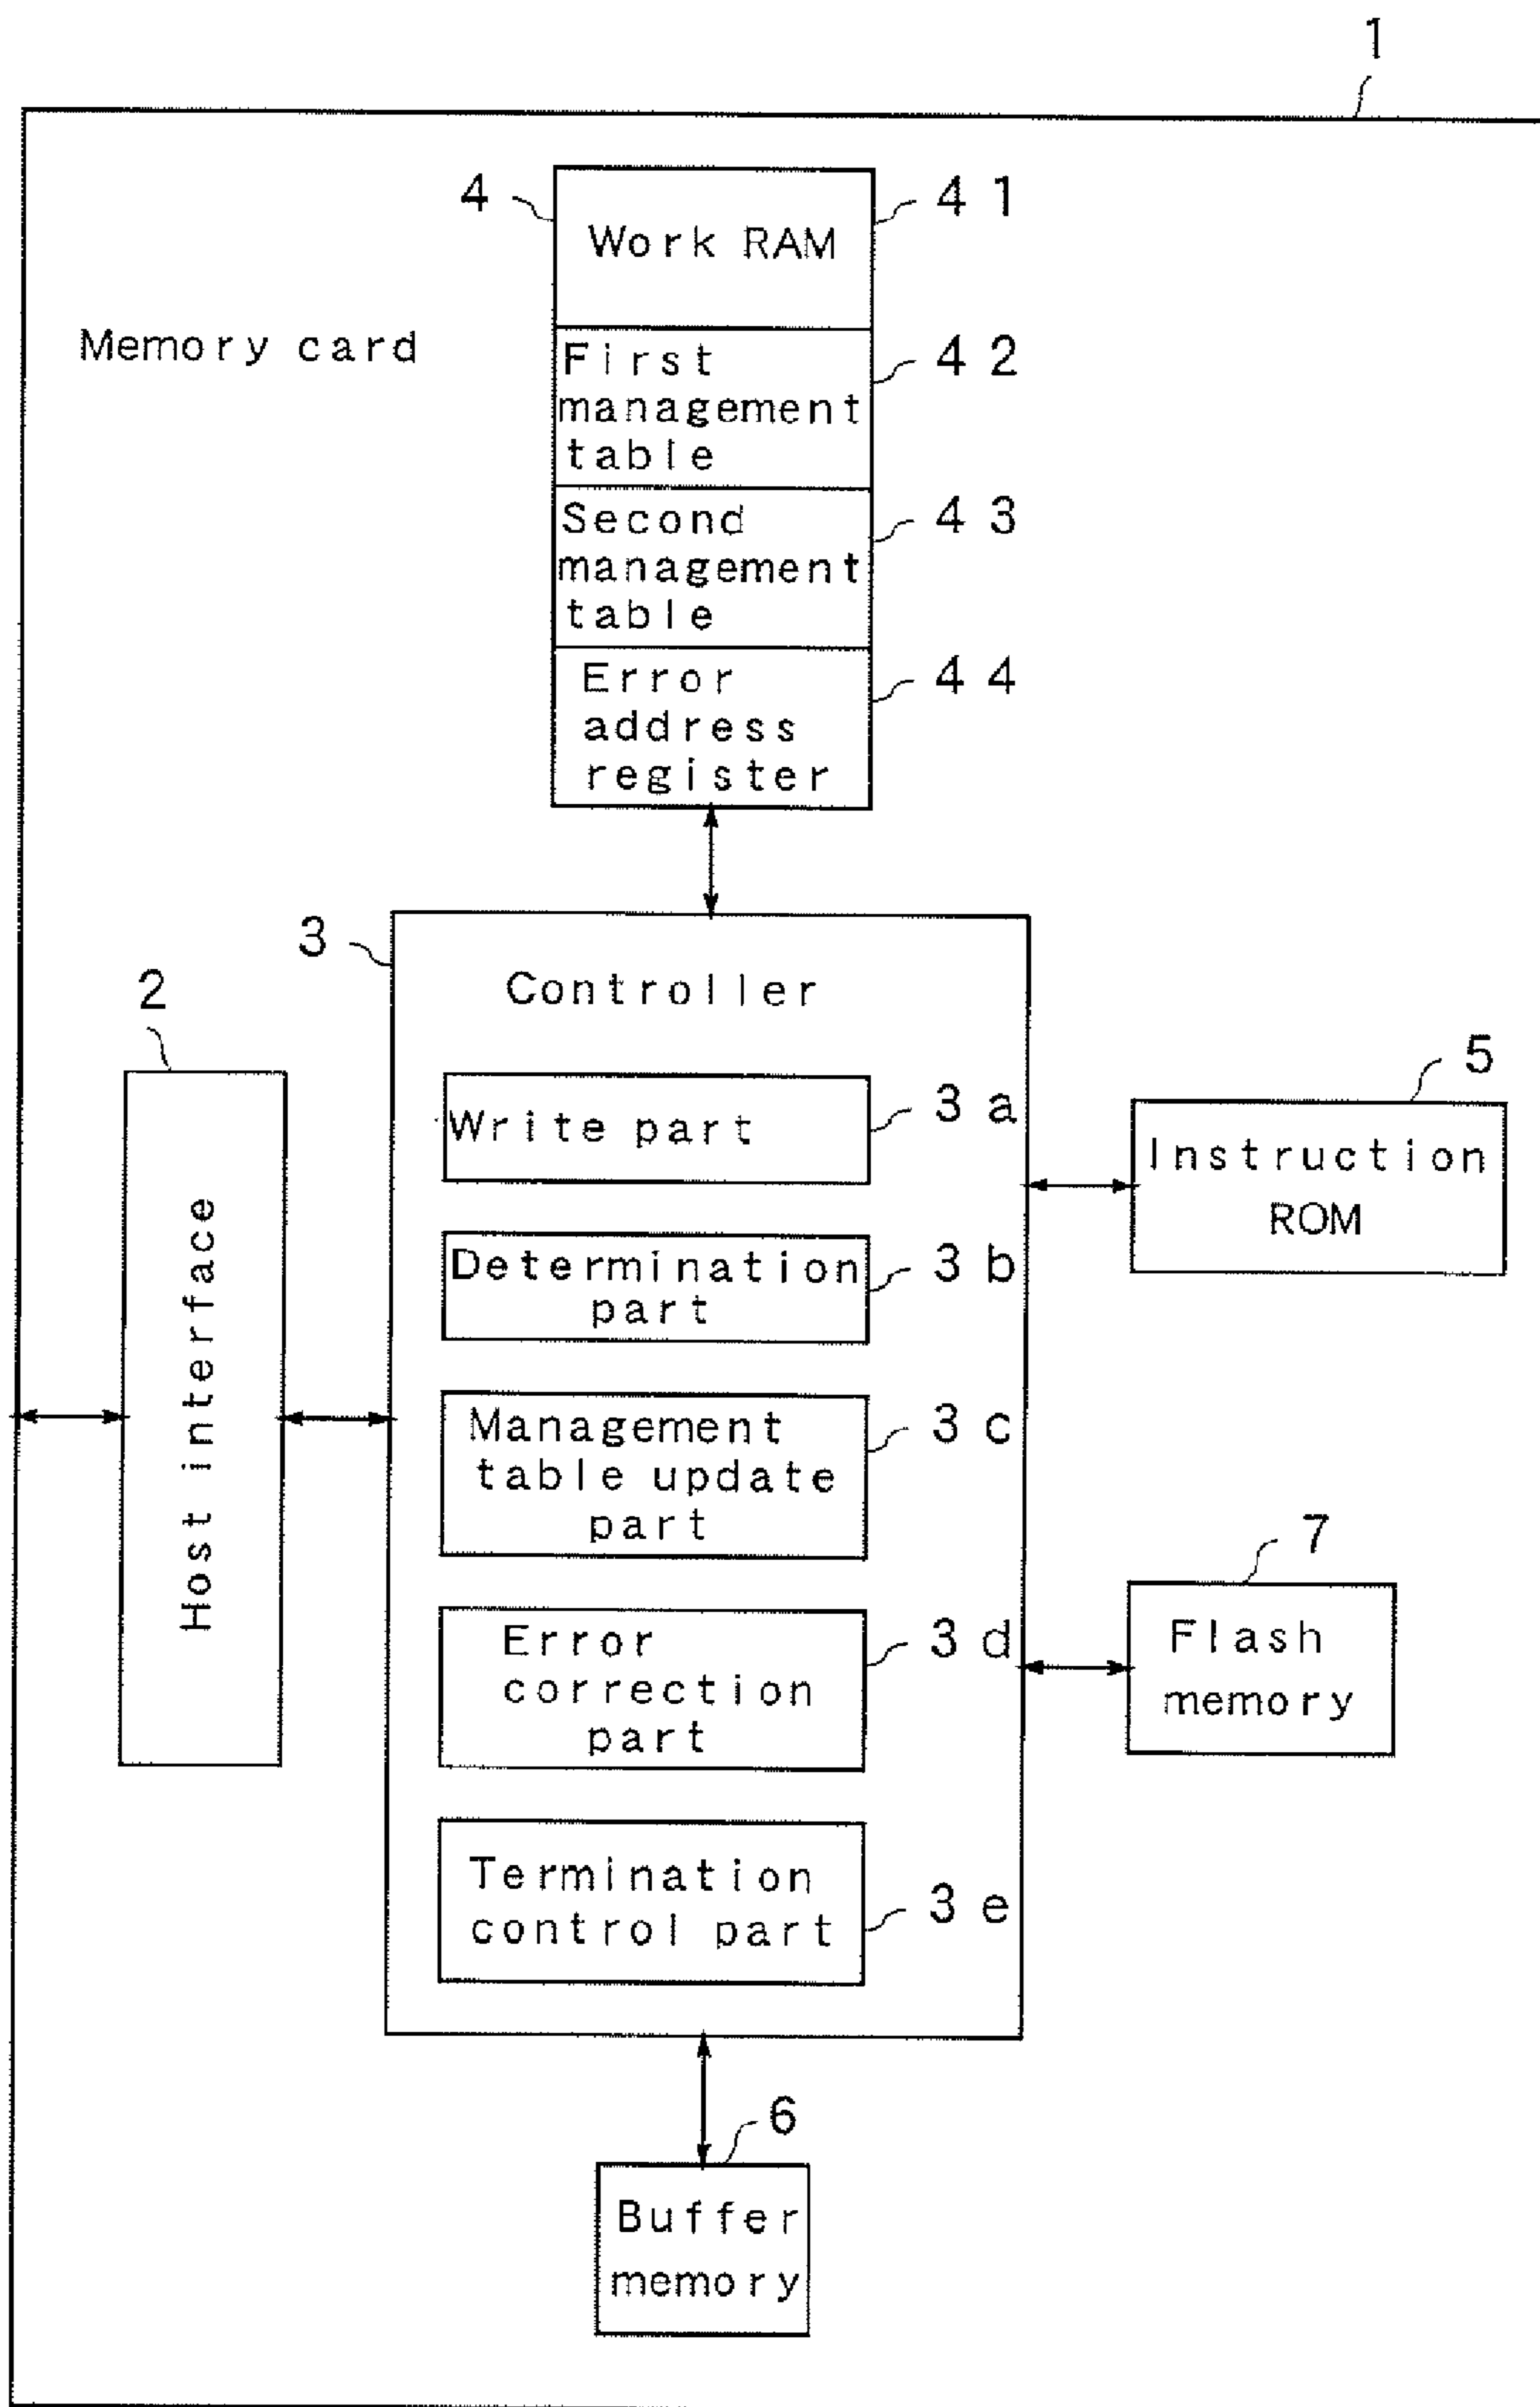 1
4
Work RAM
41
Memory card
First
management
table
42
Second
management
table
43
Error
address
register
44
3
Controller
2
Host interface
Write part
3a
Determination
part
3b
Management
table update
part
3c
Error
correction
part
3d
Termination
control part
3e
5
Instruction
ROM
7
Flash
memory
6
Buffer
memory